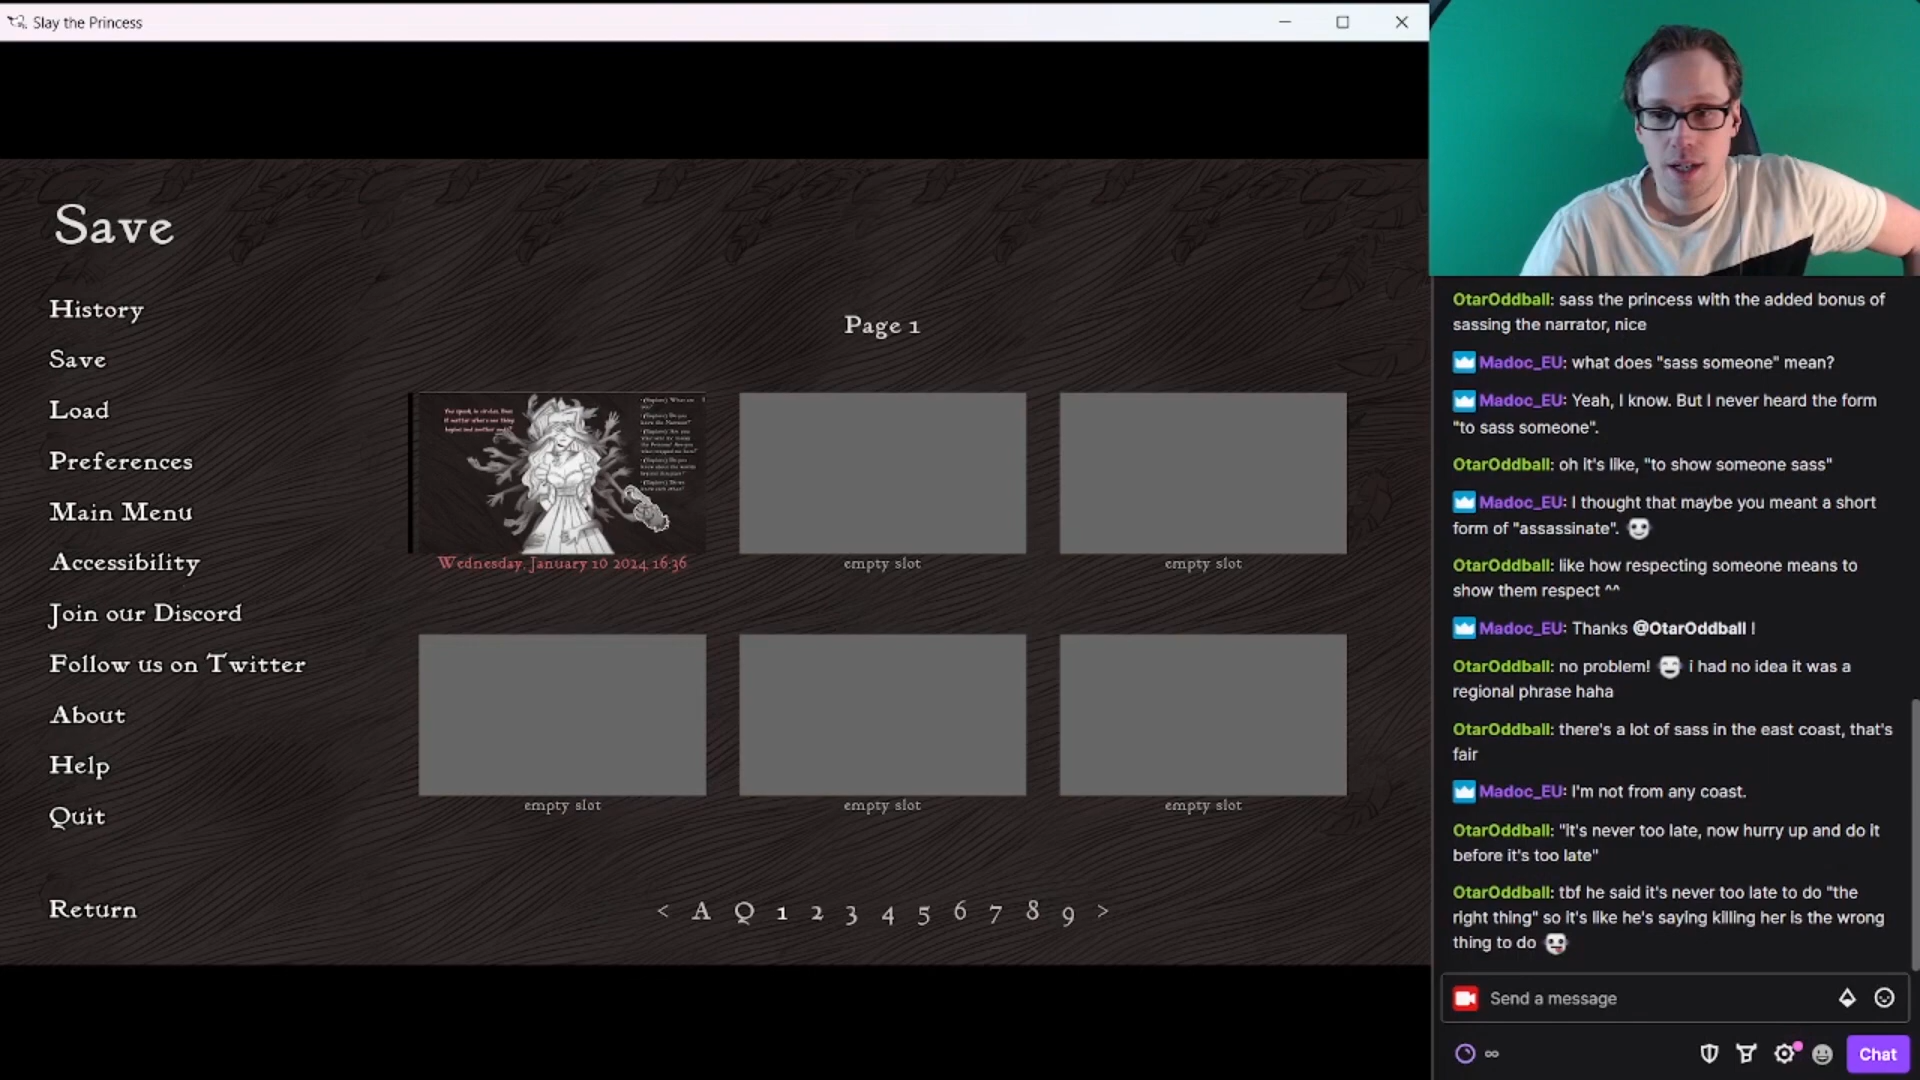 Slay the Princess
Save
History
Save
Load
Preferences
Main Menu
Accessibility
Join our Discord
Follow us on Twitter
About
Help
Quit
Return
Page 1
Wednesday, January 10 2024, 16:36
empty slot
empty slot
empty slot
empty slot
empty slot
< A Q 1 2 3 4 5 6 7 8 9 >
OtarOddball: sass the princess with the added bonus of
sassing the narrator, nice
Madoc_EU: what does "sass someone" mean?
Madoc_EU: Yeah, I know. But I never heard the form
"to sass someone".
OtarOddball: oh it's like, "to show someone sass"
Madoc_EU: I thought that maybe you meant a short
form of "assassinate".
OtarOddball: like how respecting someone means to
show them respect ^^
Madoc_EU: Thanks @OtarOddball !
OtarOddball: no problem! i had no idea it was a
regional phrase haha
OtarOddball: there's a lot of sass in the east coast, that's
fair
Madoc_EU: I'm not from any coast.
OtarOddball: "it's never too late, now hurry up and do it
before it's too late"
OtarOddball: tbf he said it's never too late to do "the
right thing" so it's like he's saying killing her is the wrong
thing to do
Send a message
∞
Chat